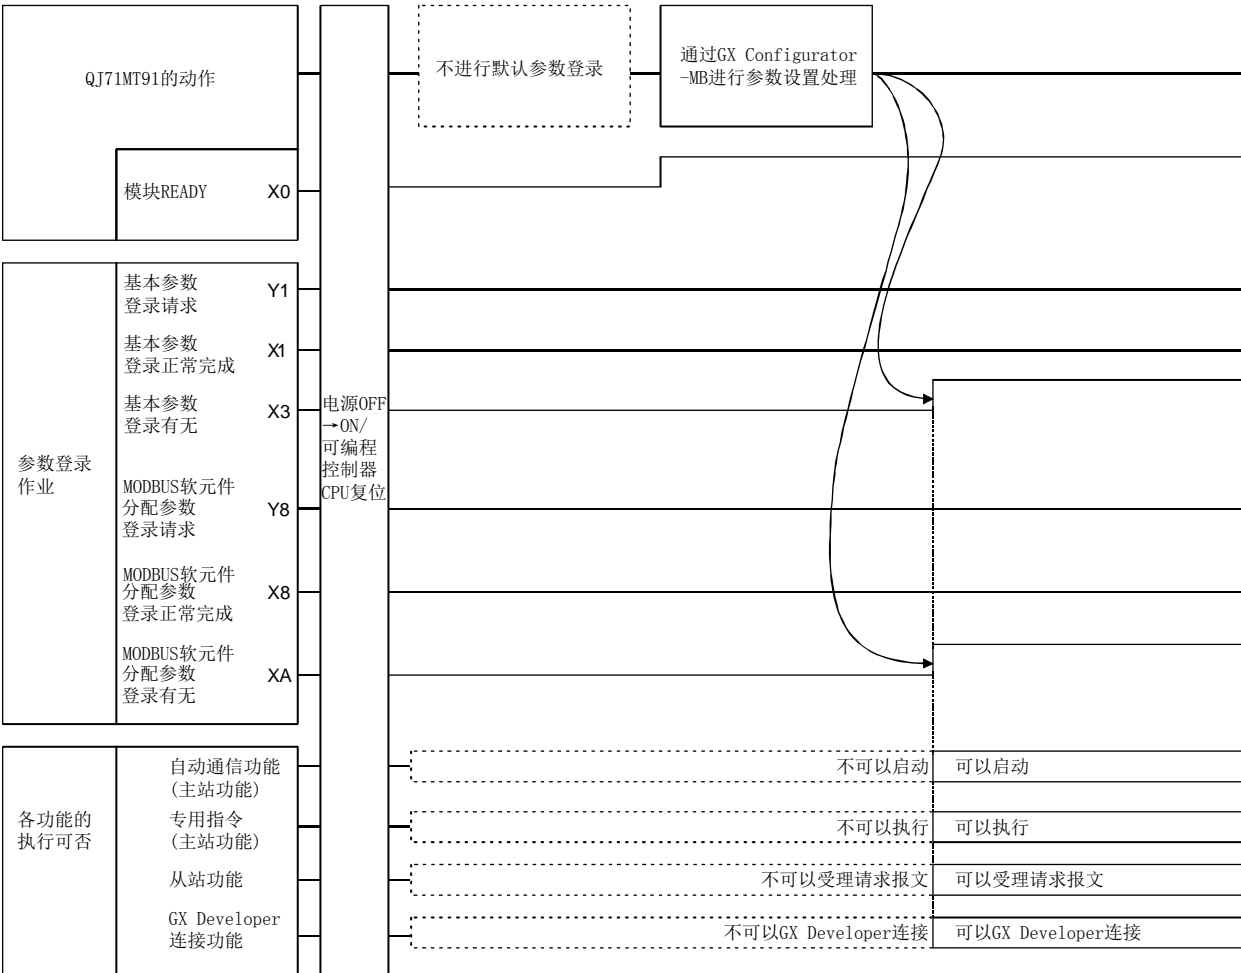 QJ71MT91的动作
不进行默认参数登录
通过GX Configurator
-MB进行参数设置处理
模块READY X0
基本参数
登录请求
Y1
基本参数
登录正常完成
X1
基本参数
登录有无
X3
电源OFF
→ON/
可编程
控制器
CPU复位
参数登录
作业
MODBUS软元件
分配参数
登录请求
Y8
MODBUS软元件
分配参数
登录正常完成
X8
MODBUS软元件
分配参数
登录有无
XA
各功能的
执行可否
自动通信功能
(主站功能)
不可以启动 可以启动
专用指令
(主站功能)
不可以执行 可以执行
从站功能
不可以受理请求报文 可以受理请求报文
GX Developer
连接功能
不可以GX Developer连接 可以GX Developer连接